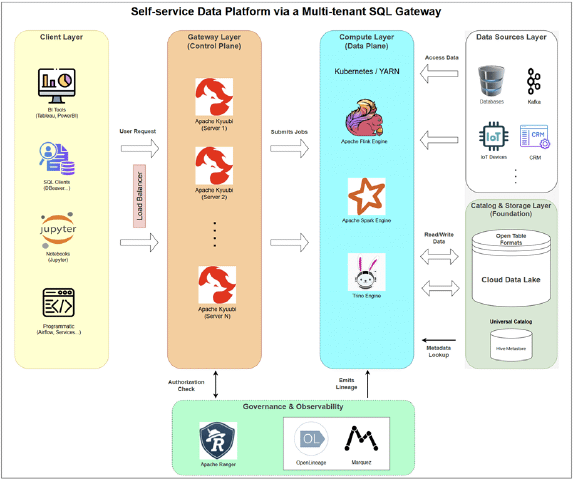 Self-service Data Platform via a Multi-tenant SQL Gateway
Client Layer
BI Tools
(Tableau, PowerBI)
SQL Clients
(DBeaver...)
jupyter
Notebooks
(Jupyter)
Programmatic
(Airflow, Services...)
User Request
Load Balancer
Gateway Layer
(Control Plane)
Apache Kyuubi
(Server 1)
Apache Kyuubi
(Server 2)
Apache Kyuubi
(Server N)
Submits Jobs
Compute Layer
(Data Plane)
Kubernetes / YARN
Apache Flink Engine
Apache Spark Engine
Trino Engine
Access Data
Read/Write
Data
Metadata
Lookup
Data Sources Layer
Databases
Kafka
IoT
IoT Devices
CRM
CRM
Catalog & Storage Layer
(Foundation)
Open Table
Formats
Cloud Data Lake
Universal Catalog
Hive Metastore
Authorization
Check
Emits
Lineage
Governance & Observability
R
Apache Ranger
OL
OpenLineage
Marquez